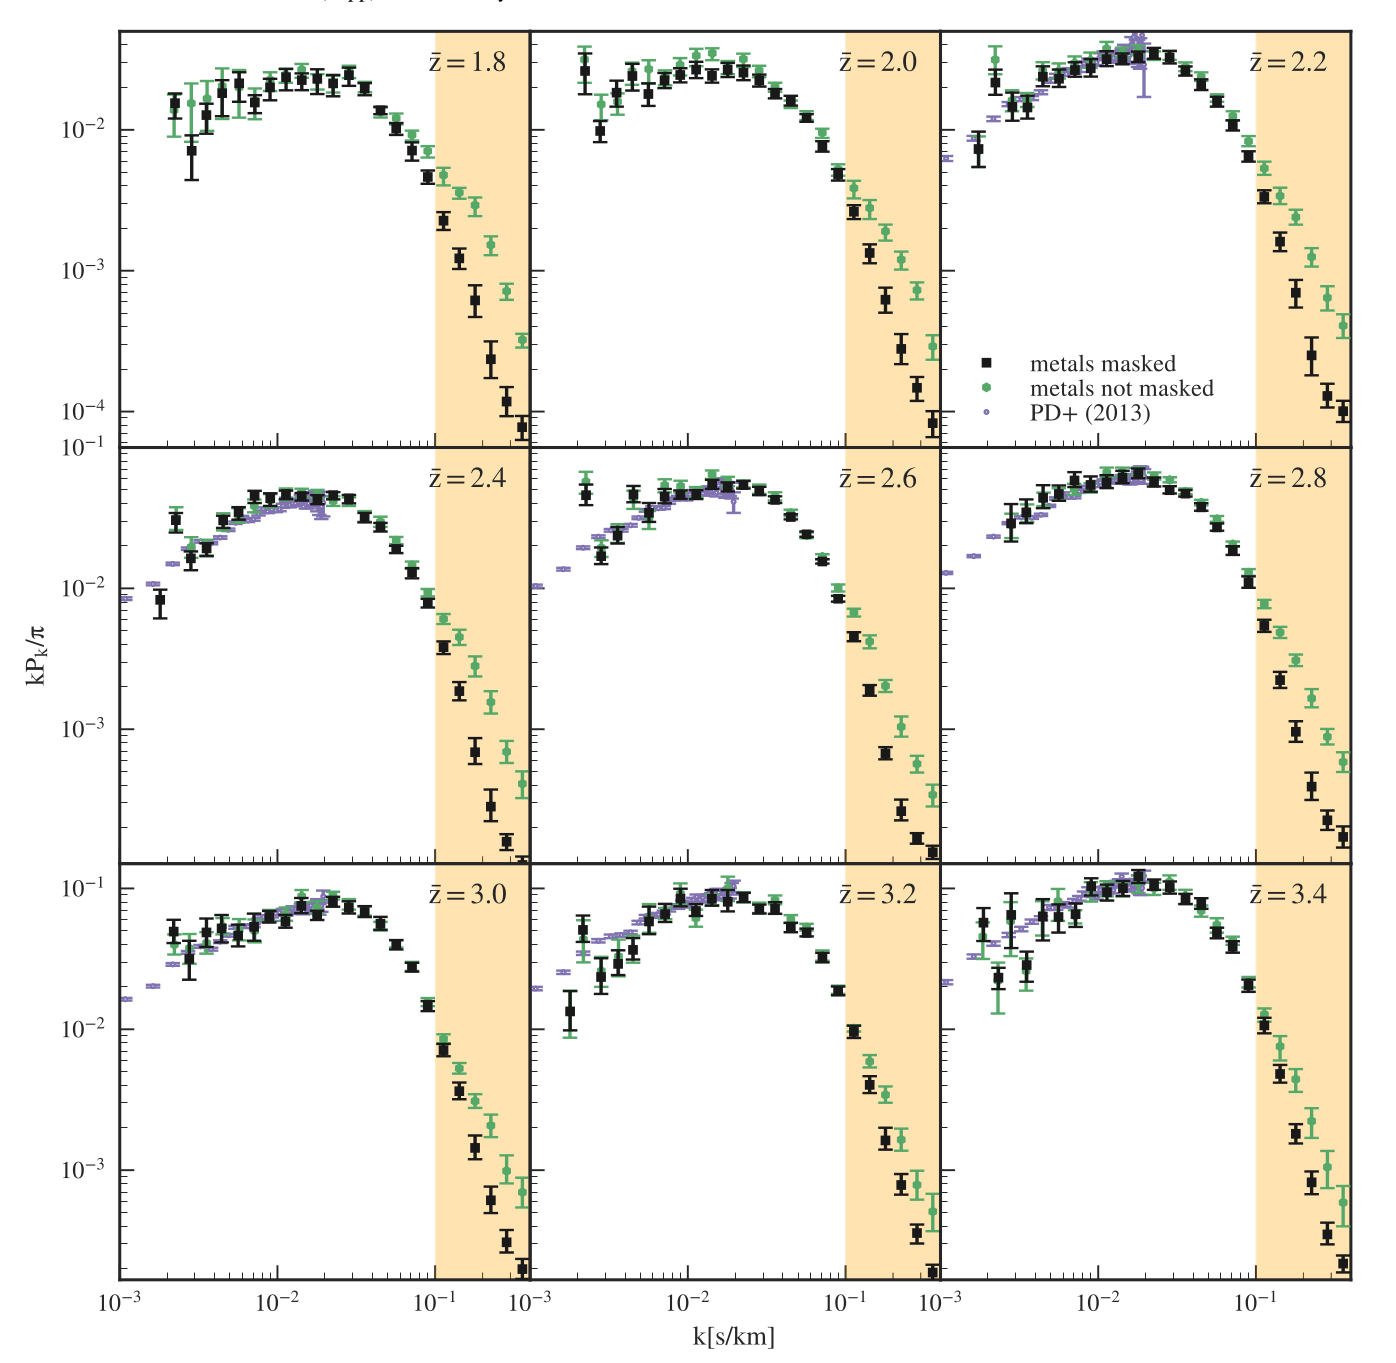 z̄ = 1.8
z̄ = 2.0
z̄ = 2.2
10⁻²
10⁻³
10⁻⁴
metals masked
metals not masked
PD+ (2013)
10⁻¹
z̄ = 2.4
z̄ = 2.6
z̄ = 2.8
10⁻²
10⁻³
kPₖ/π
10⁻¹
z̄ = 3.0
z̄ = 3.2
z̄ = 3.4
10⁻²
10⁻³
10⁻³ 10⁻² 10⁻¹ 10⁻³ 10⁻² 10⁻¹ 10⁻³ 10⁻² 10⁻¹
k[s/km]